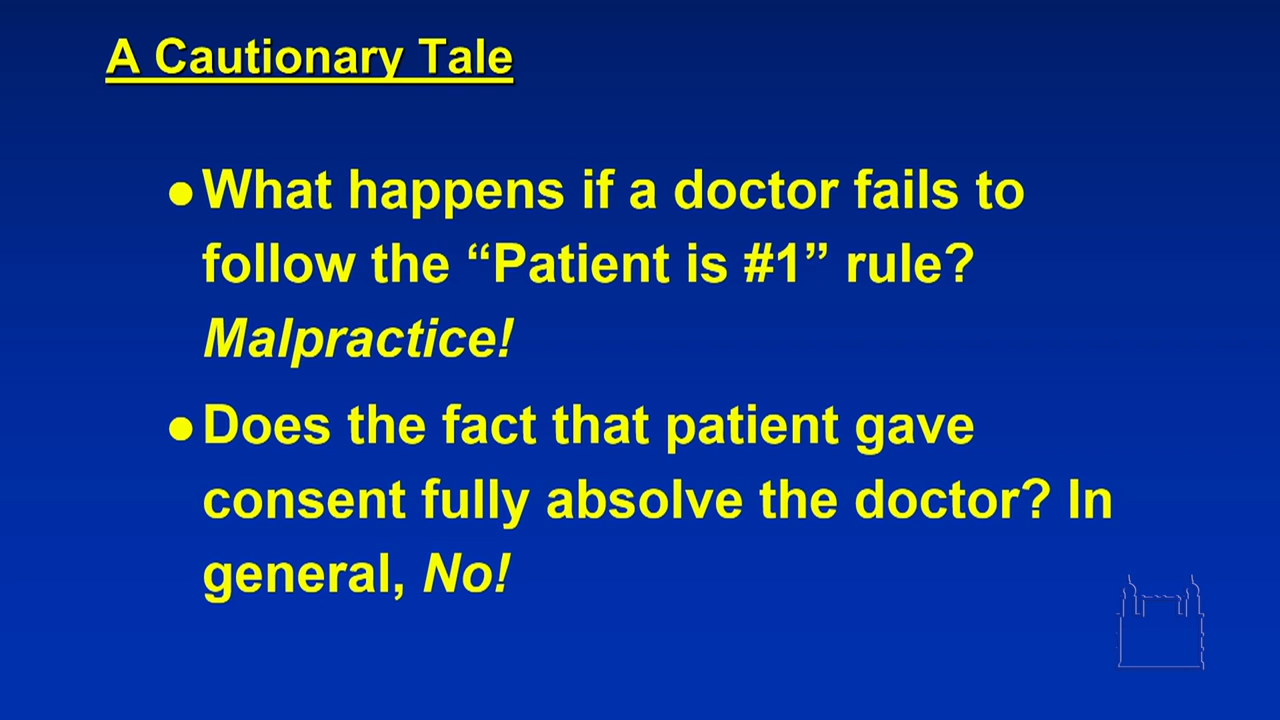 A Cautionary Tale
● What happens if a doctor fails to
follow the “Patient is #1” rule?
Malpractice!
● Does the fact that patient gave
consent fully absolve the doctor? In
general, No!